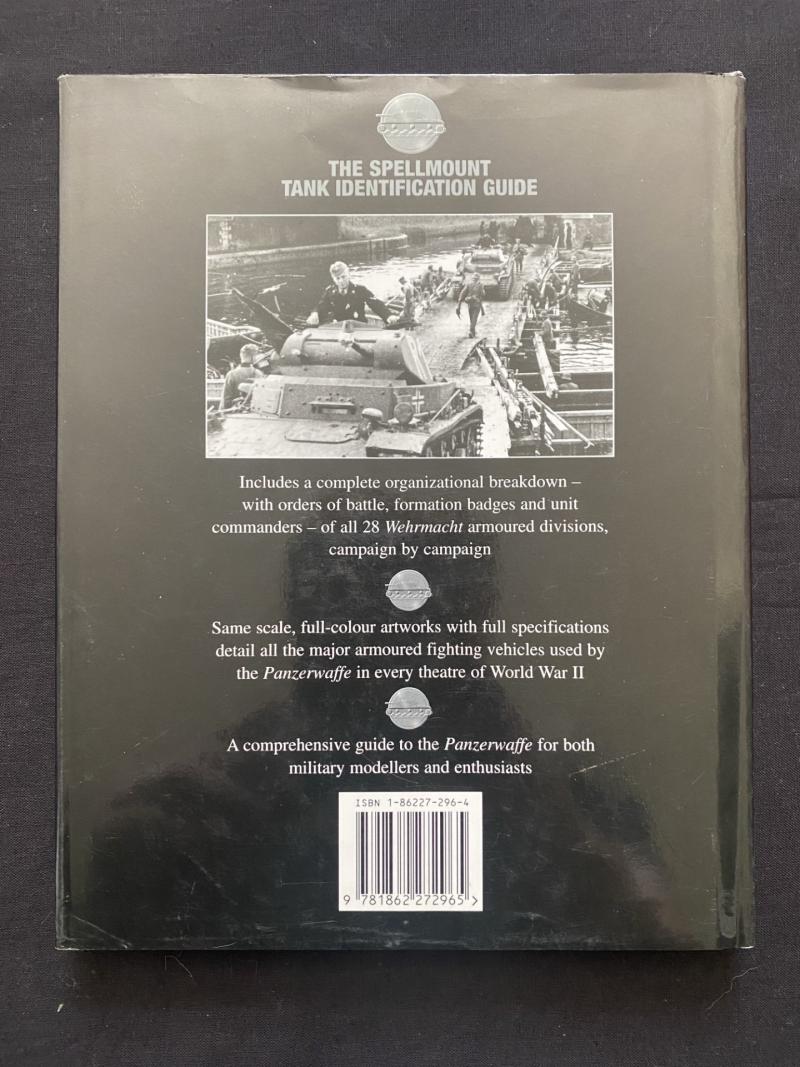 THE SPELLMOUNT
TANK IDENTIFICATION GUIDE
Includes a complete organizational breakdown –
with orders of battle, formation badges and unit
commanders – of all 28 Wehrmacht armoured divisions,
campaign by campaign
Same scale, full-colour artworks with full specifications
detail all the major armoured fighting vehicles used by
the Panzerwaffe in every theatre of World War II
A comprehensive guide to the Panzerwaffe for both
military modellers and enthusiasts
ISBN 1-86227-296-4
9 781862 272965 >